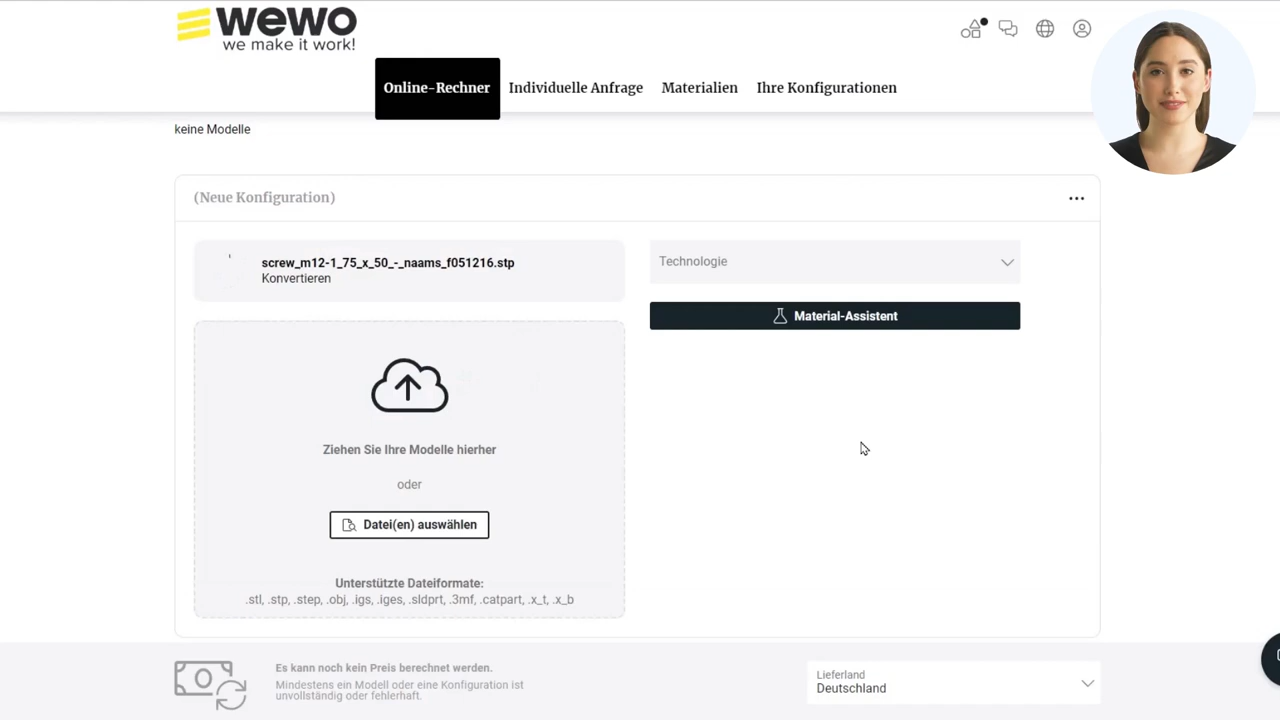 wewo
we make it work!
Online-Rechner
Individuelle Anfrage
Materialien
Ihre Konfigurationen
keine Modelle
(Neue Konfiguration)
screw_m12-1_75_x_50_-_naams_f051216.stp
Konvertieren
Technologie
Material-Assistent
Ziehen Sie Ihre Modelle hierher
oder
Datei(en) auswählen
Unterstützte Dateiformate:
.stl, .stp, .step, .obj, .igs, .iges, .sldprt, .3mf, .catpart, .x_t, .x_b
Es kann noch kein Preis berechnet werden.
Mindestens ein Modell oder eine Konfiguration ist
unvollständig oder fehlerhaft.
Lieferland
Deutschland